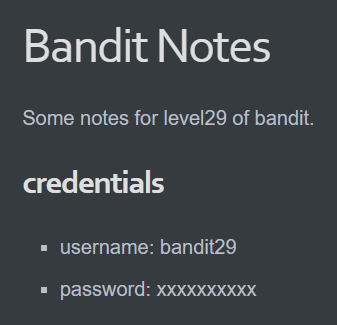 Bandit Notes
Some notes for level29 of bandit.
credentials
▪ username: bandit29
▪ password: xxxxxxxxxx